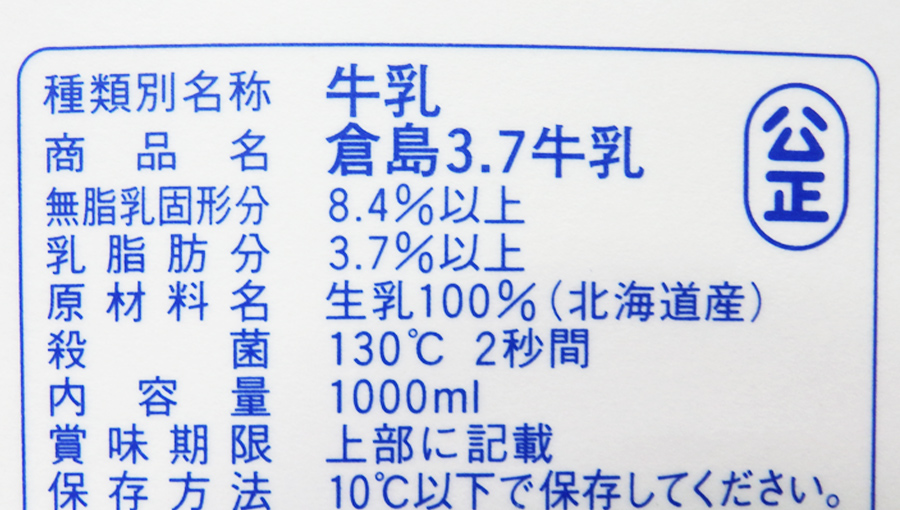 種類別名称 牛乳
商品名 倉島3.7牛乳
無脂乳固形分 8.4%以上
乳脂肪分 3.7%以上
原材料名 生乳100%(北海道産)
殺菌 130℃ 2秒間
内容量 1000ml
賞味期限 上部に記載
保存方法 10℃以下で保存してください。
公正